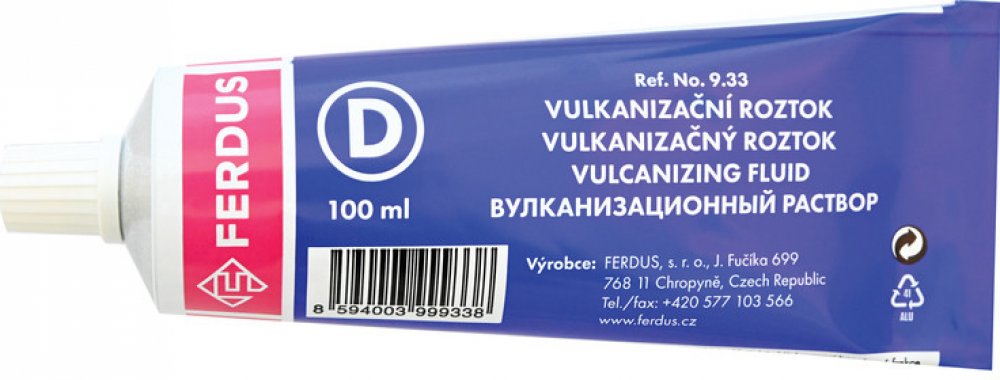 FERDUS
D
100 ml
8 594003 999338
Ref. No. 9.33
VULKANIZAČNÍ ROZTOK
VULKANIZAČNÝ ROZTOK
VULCANIZING FLUID
ВУЛКАНИЗАЦИОННЫЙ РАСТВОР
Výrobce: FERDUS, s. r. o., J. Fučíka 699
768 11 Chropyně, Czech Republic
Tel./fax: +420 577 103 566
www.ferdus.cz
41
ALU